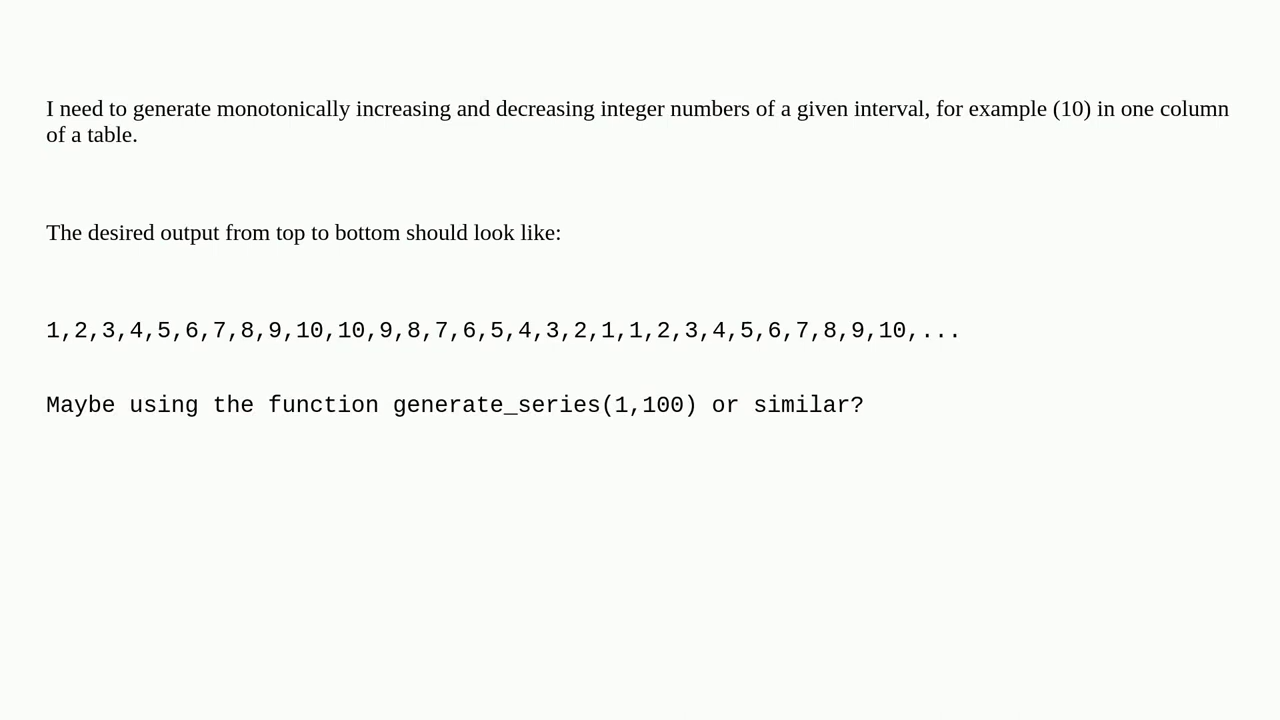 I need to generate monotonically increasing and decreasing integer numbers of a given interval, for example (10) in one column
of a table.
The desired output from top to bottom should look like:
1,2,3,4,5,6,7,8,9,10,10,9,8,7,6,5,4,3,2,1,1,2,3,4,5,6,7,8,9,10,...
Maybe using the function generate_series(1,100) or similar?